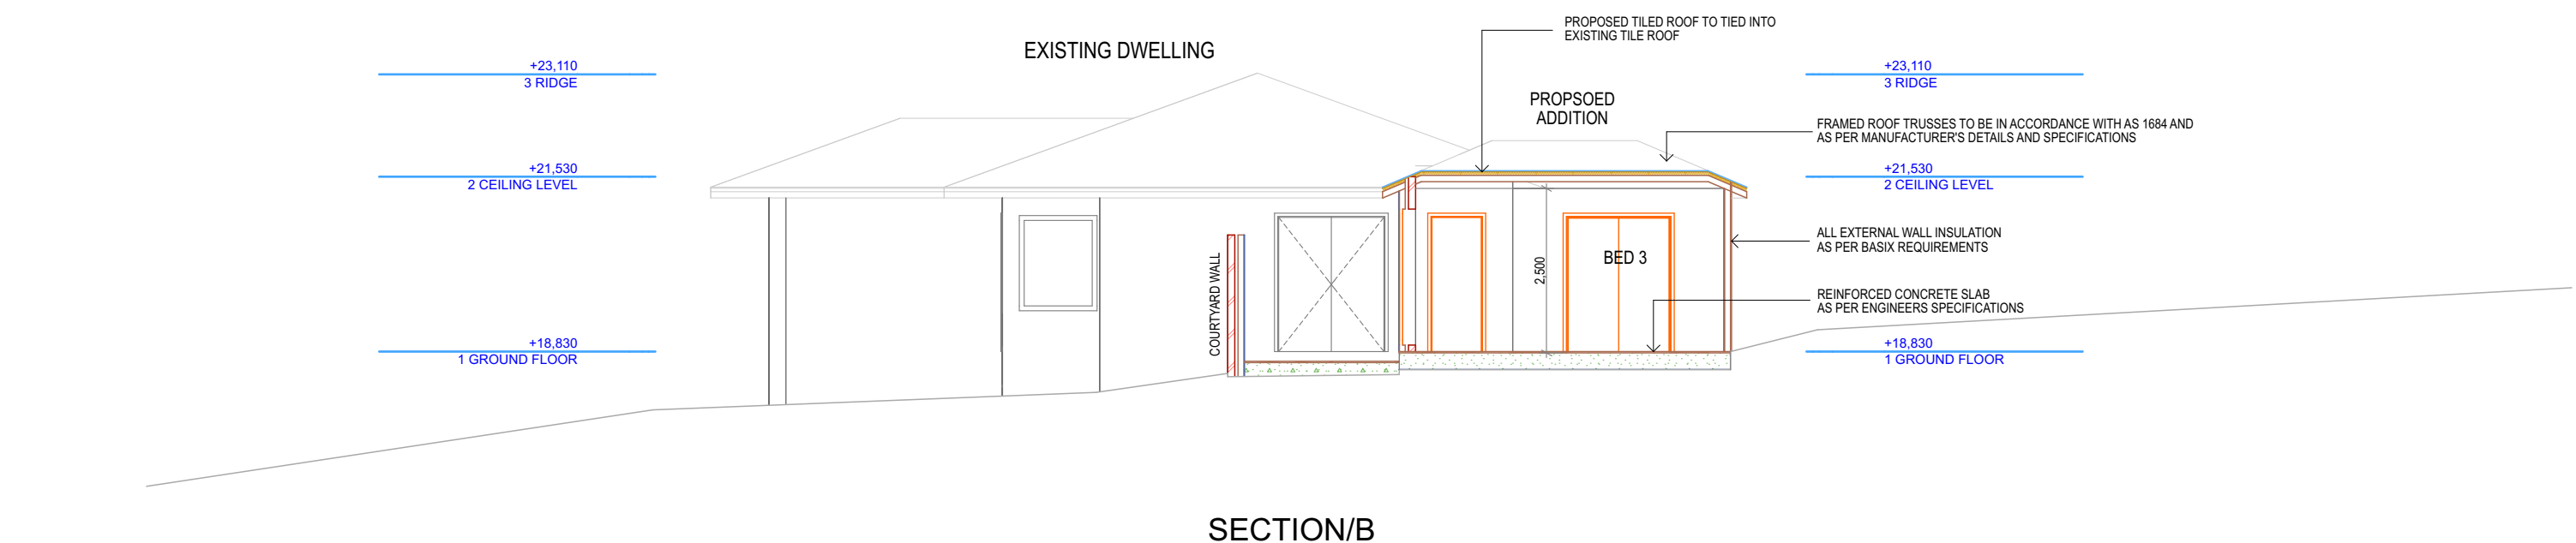 PROPOSED TILED ROOF TO TIED INTO
EXISTING TILE ROOF
EXISTING DWELLING
+23,110
3 RIDGE
+23,110
3 RIDGE
PROPSOED
ADDITION
FRAMED ROOF TRUSSES TO BE IN ACCORDANCE WITH AS 1684 AND
AS PER MANUFACTURER'S DETAILS AND SPECIFICATIONS
+21,530
2 CEILING LEVEL
+21,530
2 CEILING LEVEL
ALL EXTERNAL WALL INSULATION
AS PER BASIX REQUIREMENTS
COURTYARD WALL
2,500
BED 3
REINFORCED CONCRETE SLAB
AS PER ENGINEERS SPECIFICATIONS
+18,830
1 GROUND FLOOR
+18,830
1 GROUND FLOOR
SECTION/B